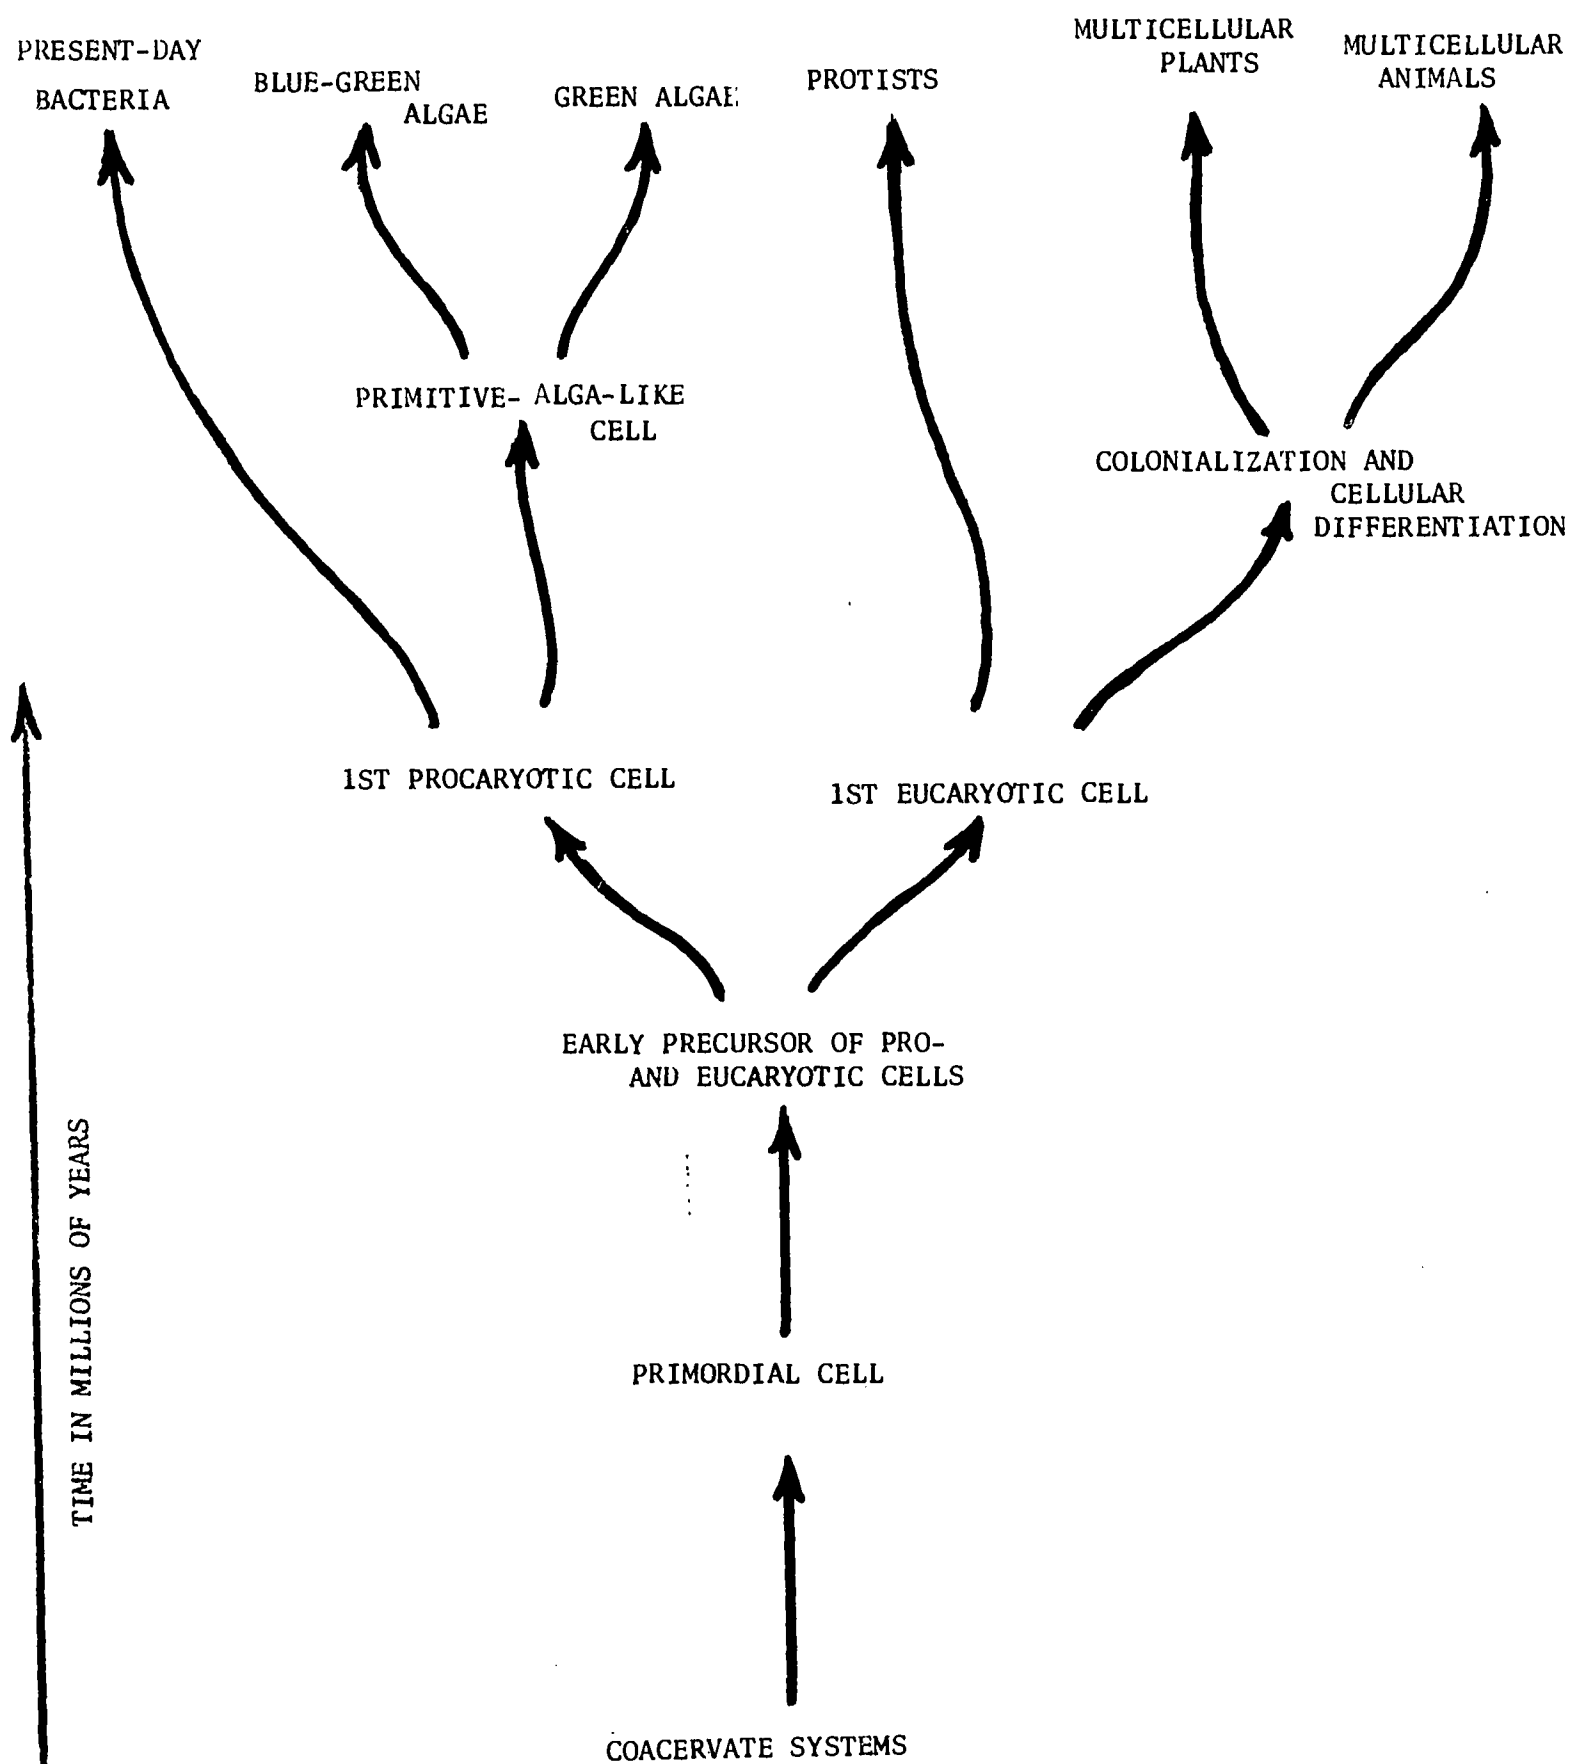 PRESENT-DAY
BACTERIA
BLUE-GREEN
ALGAE
GREEN ALGAE
PROTISTS
MULTICELLULAR
PLANTS
MULTICELLULAR
ANIMALS
PRIMITIVE- ALGA-LIKE
CELL
COLONIALIZATION AND
CELLULAR
DIFFERENTIATION
1ST PROCARYOTIC CELL
1ST EUCARYOTIC CELL
EARLY PRECURSOR OF PRO-
AND EUCARYOTIC CELLS
TIME IN MILLIONS OF YEARS
PRIMORDIAL CELL
COACERVATE SYSTEMS